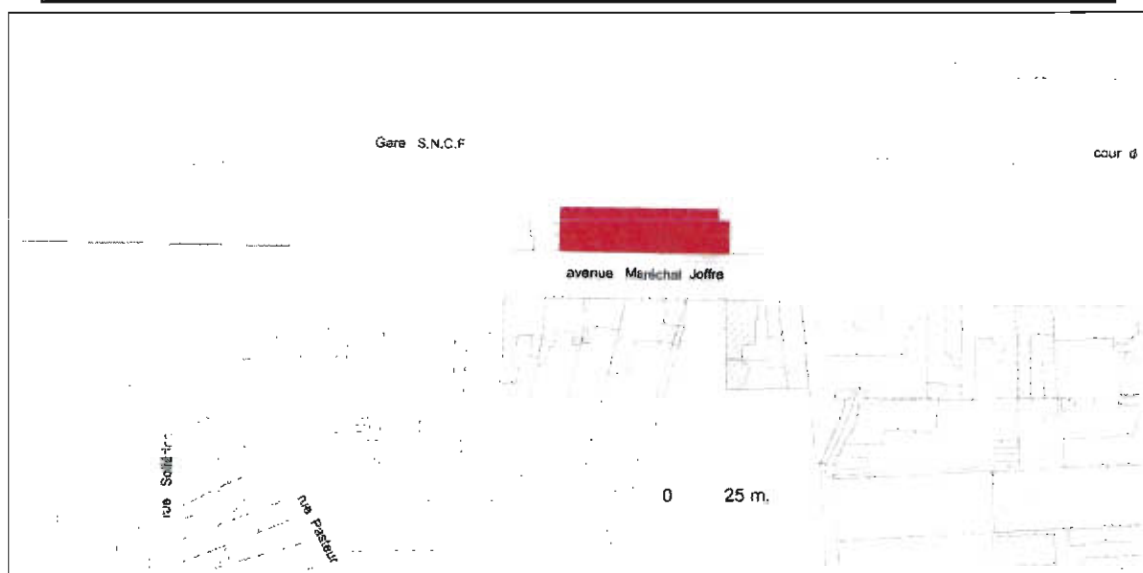 Gare S.N.C.F
cour d
avenue Maréchal Joffre
rue
0 25 m.
rue Pasteur